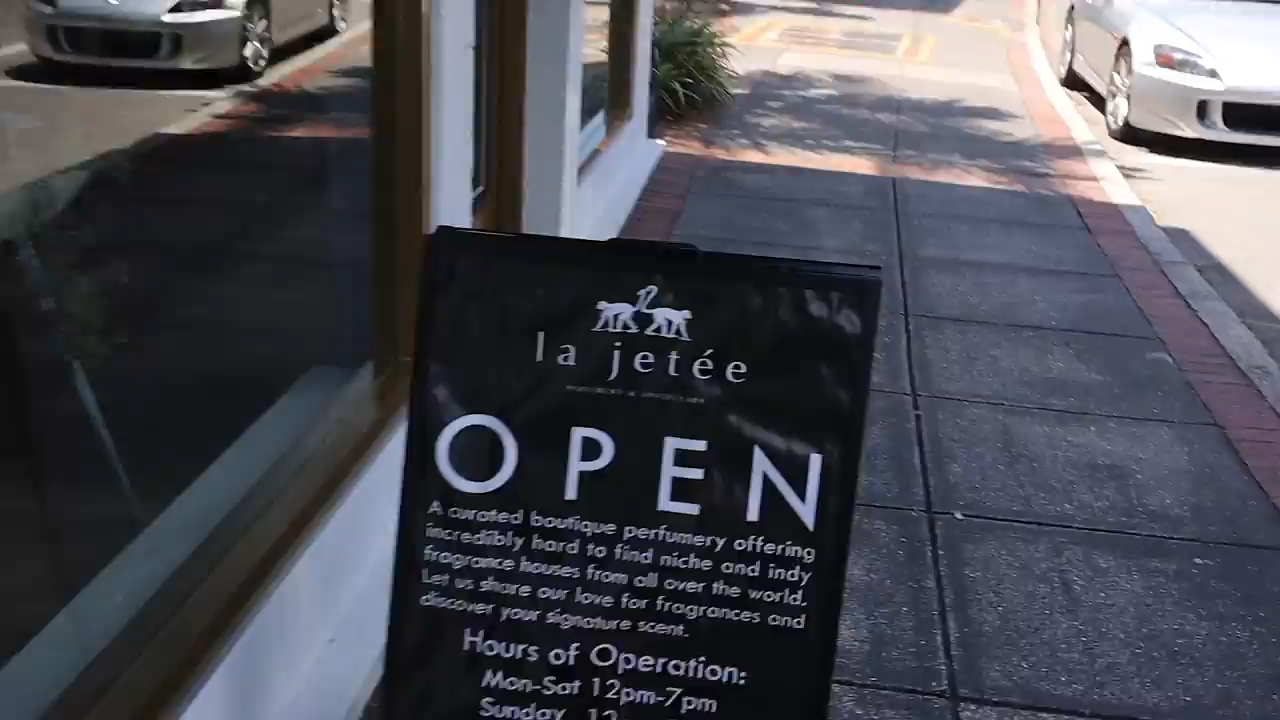 la jetée
OPEN
A curated boutique perfumery offering
incredibly hard to find niche and indy
fragrance houses from all over the world.
Let us share our love for fragrances and
discover your signature scent.
Hours of Operation:
Mon-Sat 12pm-7pm
Sunday 12